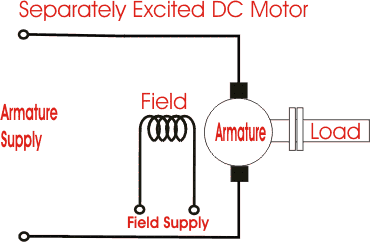 Separately Excited DC Motor
Field
Armature
Supply
Armature
Load
Field Supply